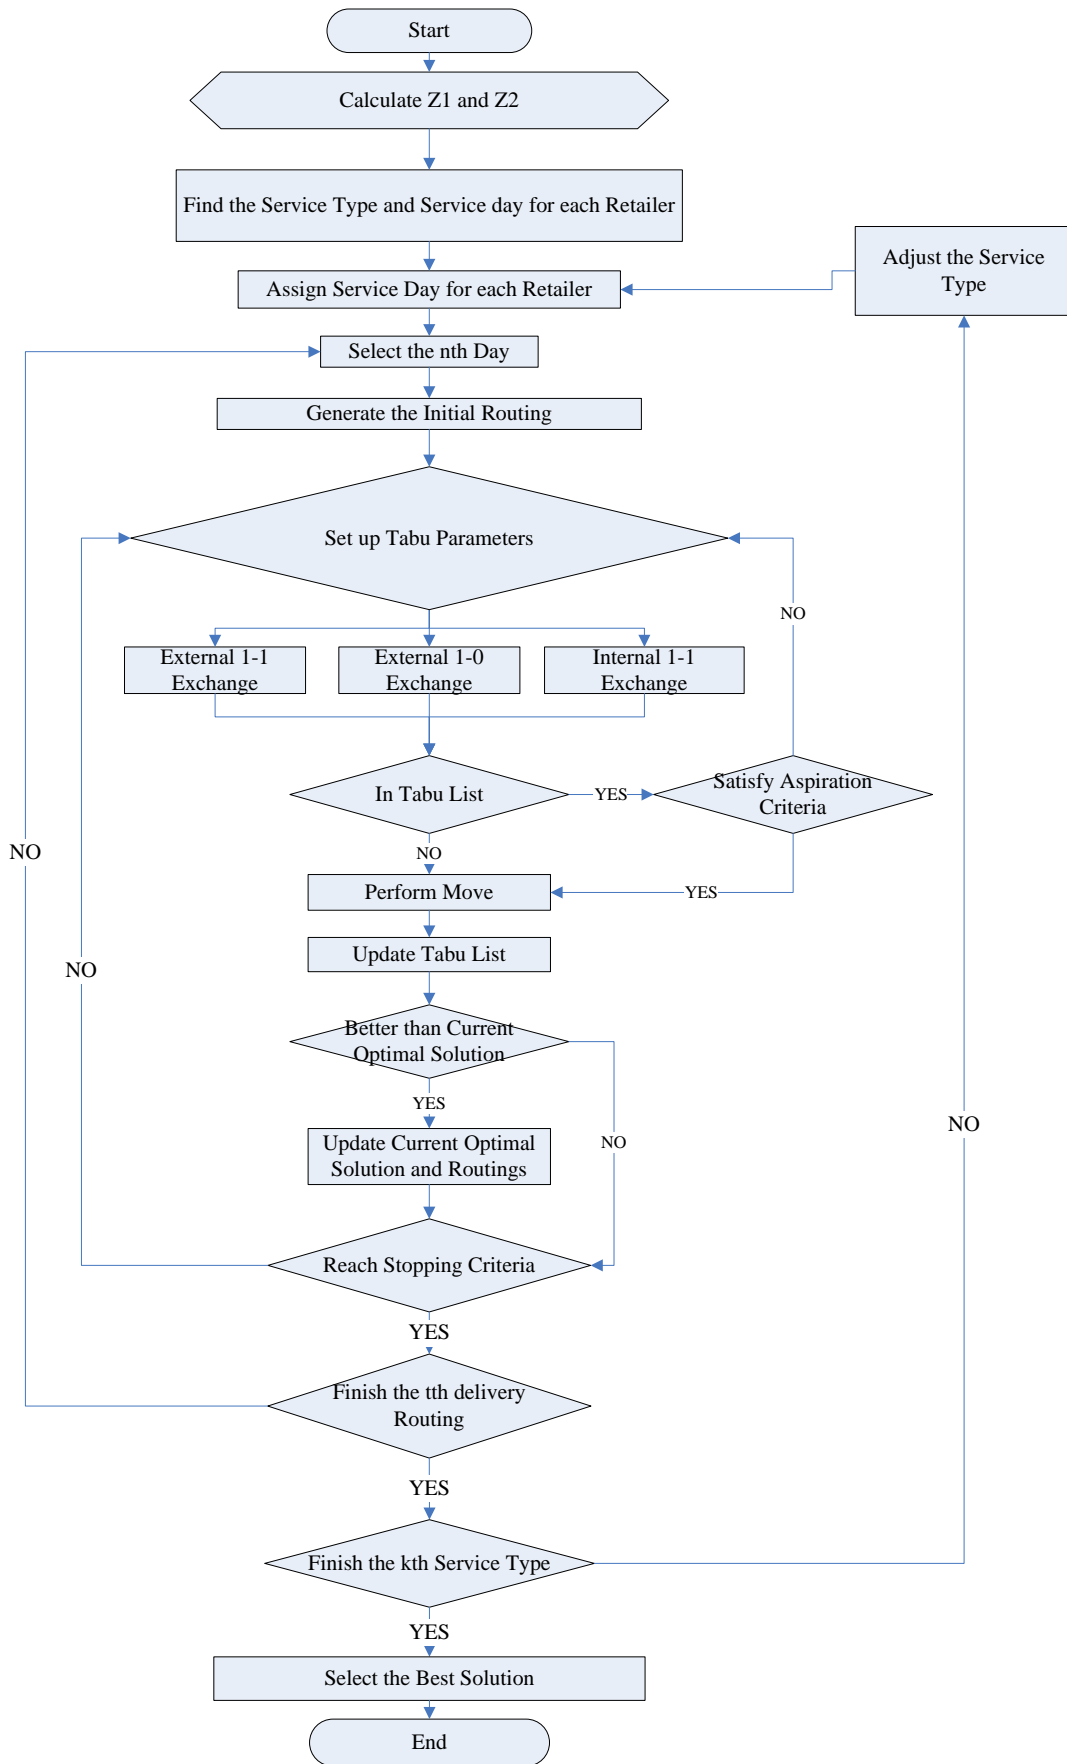 Start
Calculate Z1 and Z2
Find the Service Type and Service day for each Retailer
Adjust the Service
Type
Assign Service Day for each Retailer
Select the nth Day
Generate the Initial Routing
Set up Tabu Parameters
NO
External 1-1
Exchange
External 1-0
Exchange
Internal 1-1
Exchange
In Tabu List
YES
Satisfy Aspiration
Criteria
NO
NO
Perform Move
YES
Update Tabu List
NO
Better than Current
Optimal Solution
YES
NO
Update Current Optimal
Solution and Routings
NO
Reach Stopping Criteria
YES
Finish the tth delivery
Routing
YES
Finish the kth Service Type
YES
Select the Best Solution
End